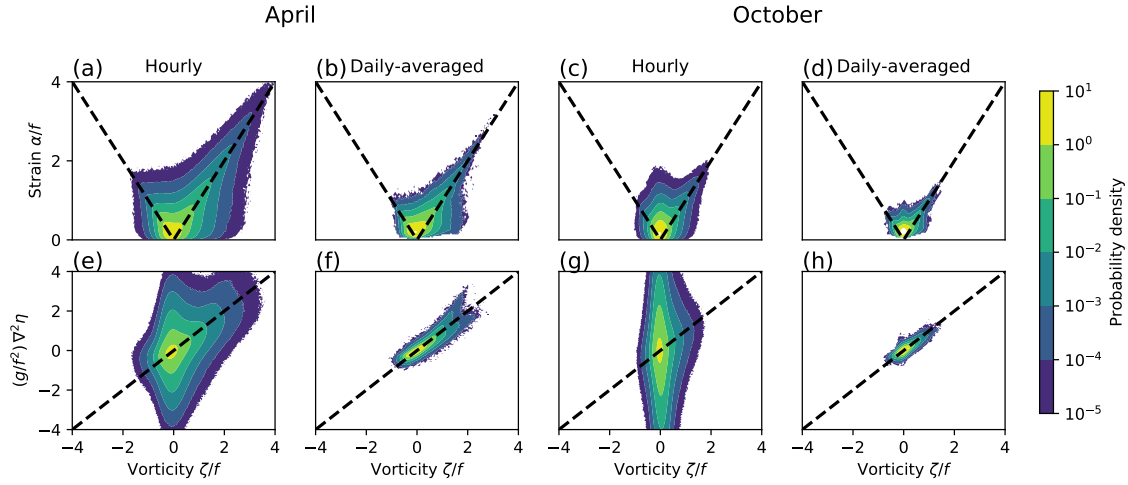 April
October
(a) Hourly
(b) Daily-averaged
(c) Hourly
(d) Daily-averaged
Strain α/f
4
2
0
(e)
(f)
(g)
(h)
(g/f²) ∇²η
4
2
0
−2
−4
−4 −2 0 2 4
−4 −2 0 2 4
−4 −2 0 2 4
−4 −2 0 2 4
Vorticity ζ/f
Vorticity ζ/f
Vorticity ζ/f
Vorticity ζ/f
10¹
10⁰
10⁻¹
10⁻²
10⁻³
10⁻⁴
10⁻⁵
Probability density